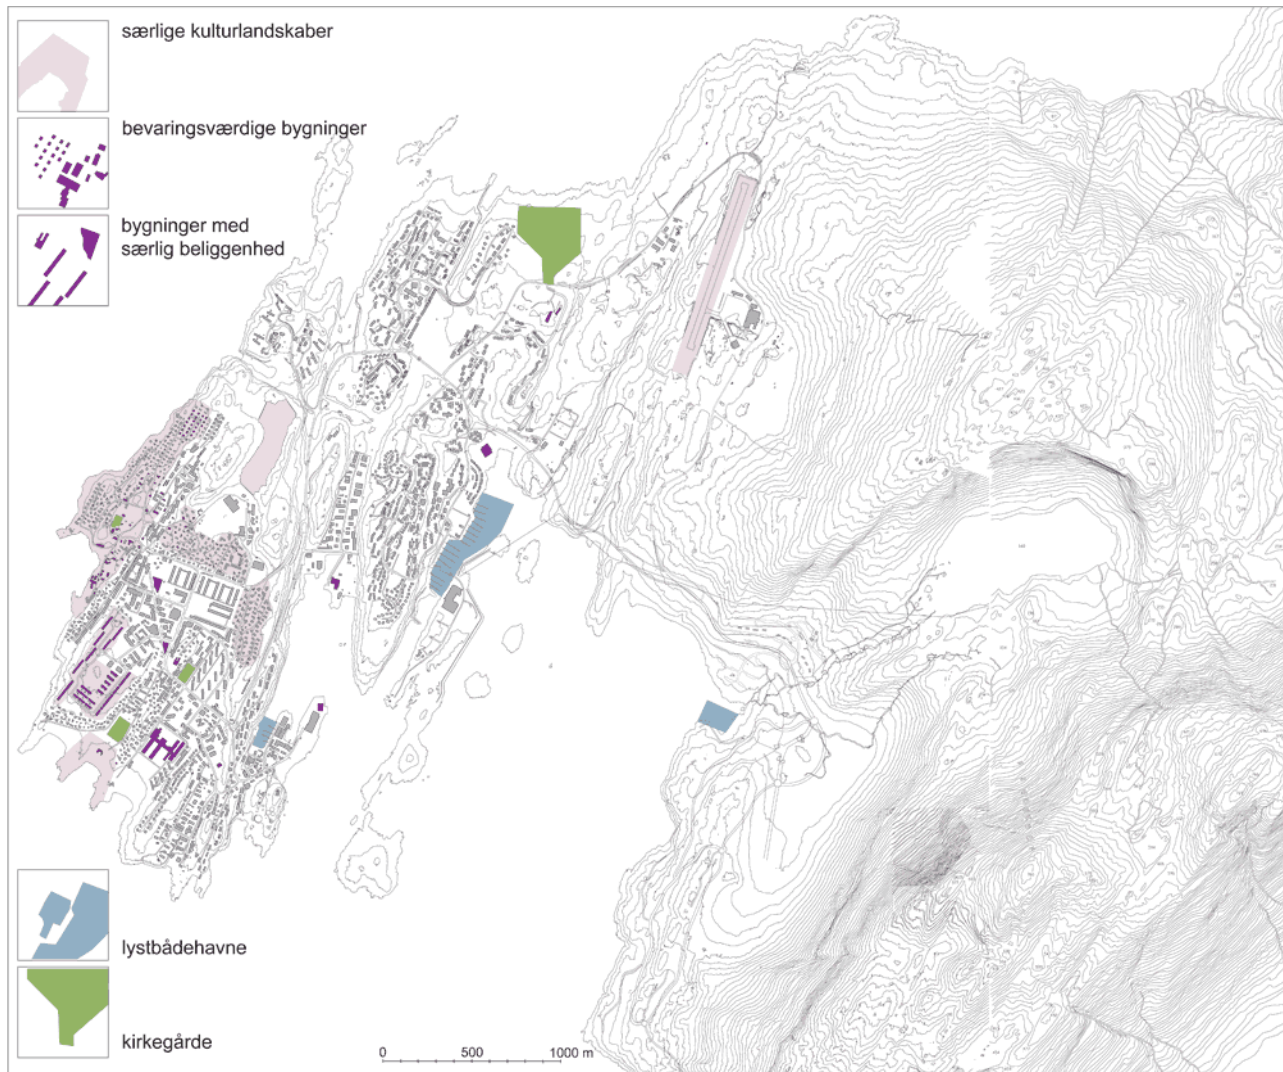 særlige kulturlandskaber
bevaringsværdige bygninger
bygninger med
særlig beliggenhed
lystbådehavne
kirkegårde
0 500 1000 m